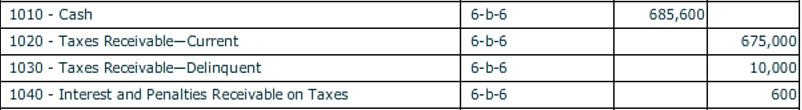 1010 - Cash 6-b-6 685,600
1020 - Taxes Receivable—Current 6-b-6 675,000
1030 - Taxes Receivable—Delinquent 6-b-6 10,000
1040 - Interest and Penalties Receivable on Taxes 6-b-6 600